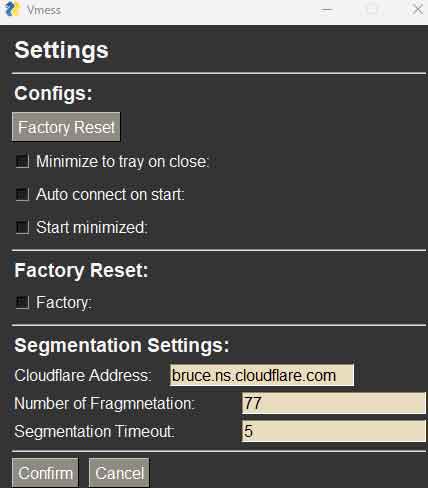 Vmess
Settings
Configs:
Factory Reset
Minimize to tray on close:
Auto connect on start:
Start minimized:
Factory Reset:
Factory:
Segmentation Settings:
Cloudflare Address: bruce.ns.cloudflare.com
Number of Fragmnetation: 77
Segmentation Timeout: 5
Confirm Cancel